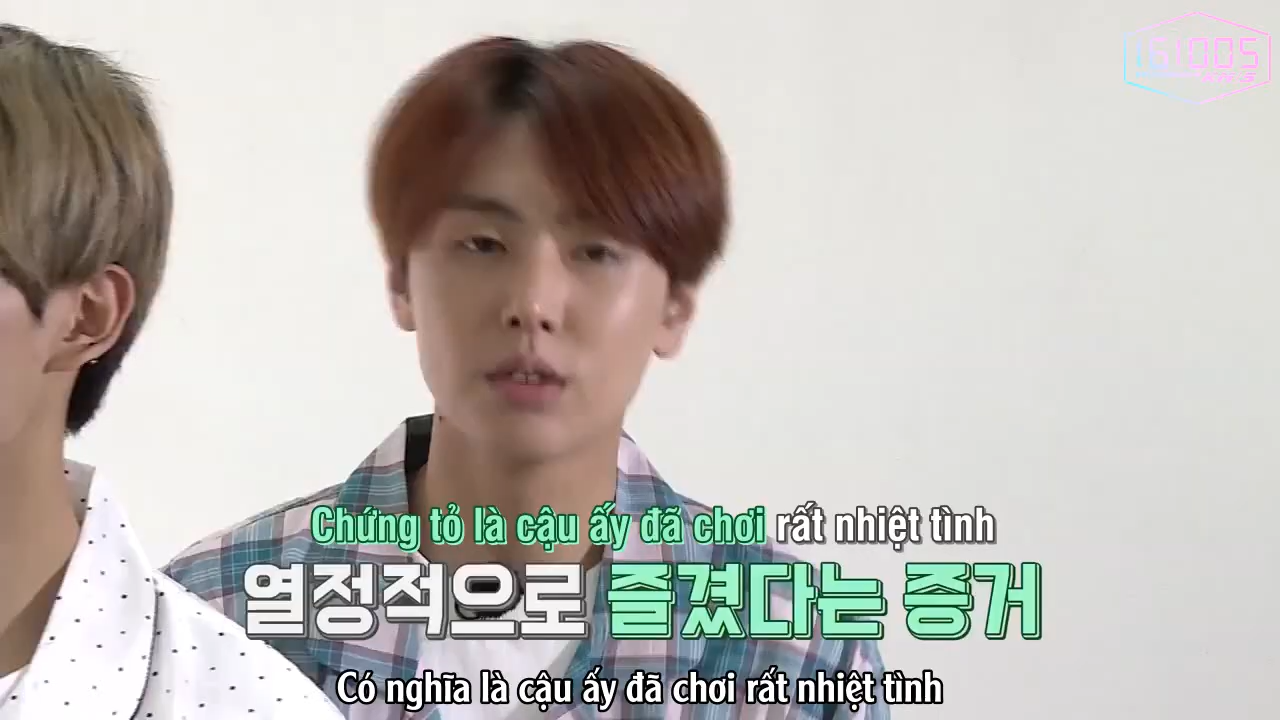 161005
Chứng tỏ là cậu ấy đã chơi rất nhiệt tình
열정적으로 즐겼다는 증거
Có nghĩa là cậu ấy đã chơi rất nhiệt tình